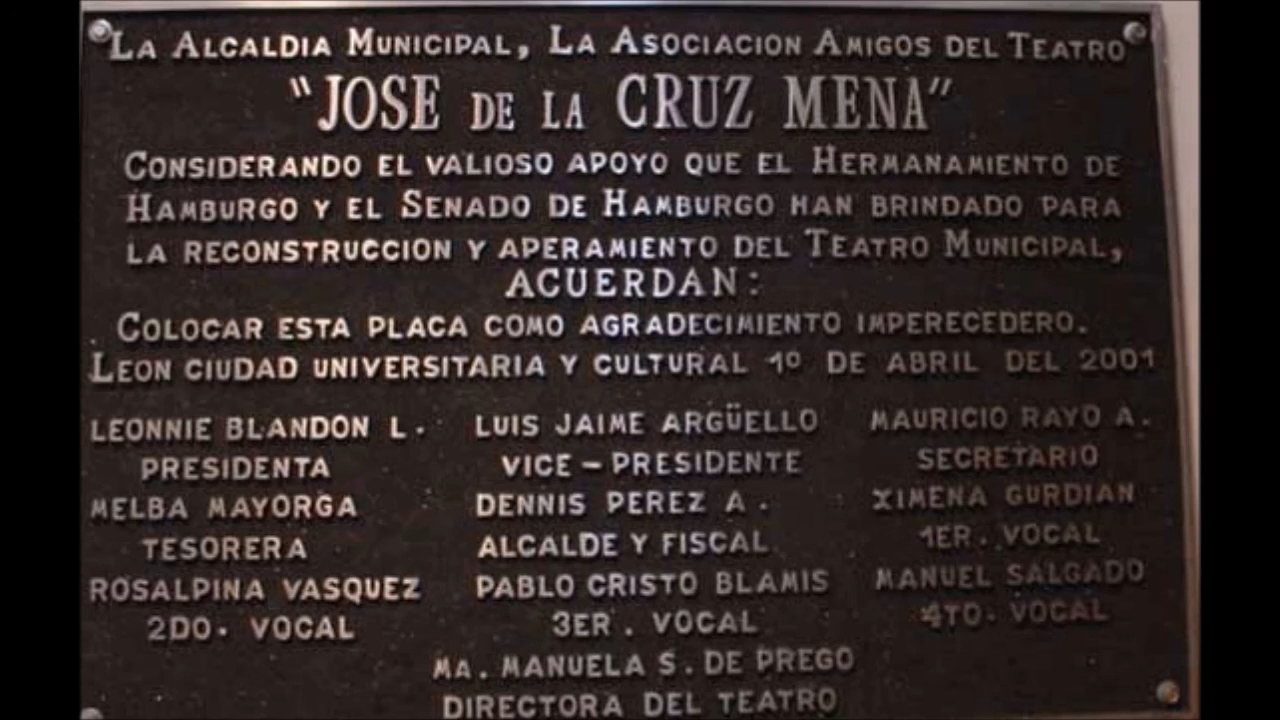 LA ALCALDIA MUNICIPAL, LA ASOCIACION AMIGOS DEL TEATRO
"JOSE DE LA CRUZ MENA"
CONSIDERANDO EL VALIOSO APOYO QUE EL HERMANAMIENTO DE
HAMBURGO Y EL SENADO DE HAMBURGO HAN BRINDADO PARA
LA RECONSTRUCCION Y APERAMIENTO DEL TEATRO MUNICIPAL,
ACUERDAN:
COLOCAR ESTA PLACA COMO AGRADECIMIENTO IMPERECEDERO.
LEON CIUDAD UNIVERSITARIA Y CULTURAL 1º DE ABRIL DEL 2001
LEONNIE BLANDON L. LUIS JAIME ARGÜELLO MAURICIO RAYO A.
PRESIDENTA VICE-PRESIDENTE SECRETARIO
MELBA MAYORGA DENNIS PEREZ A. XIMENA GURDIAN
TESORERA ALCALDE Y FISCAL 1ER. VOCAL
ROSALPINA VASQUEZ PABLO CRISTO BLAMIS MANUEL SALGADO
2DO. VOCAL 3ER. VOCAL 4TO. VOCAL
MA. MANUELA S. DE PREGO
DIRECTORA DEL TEATRO